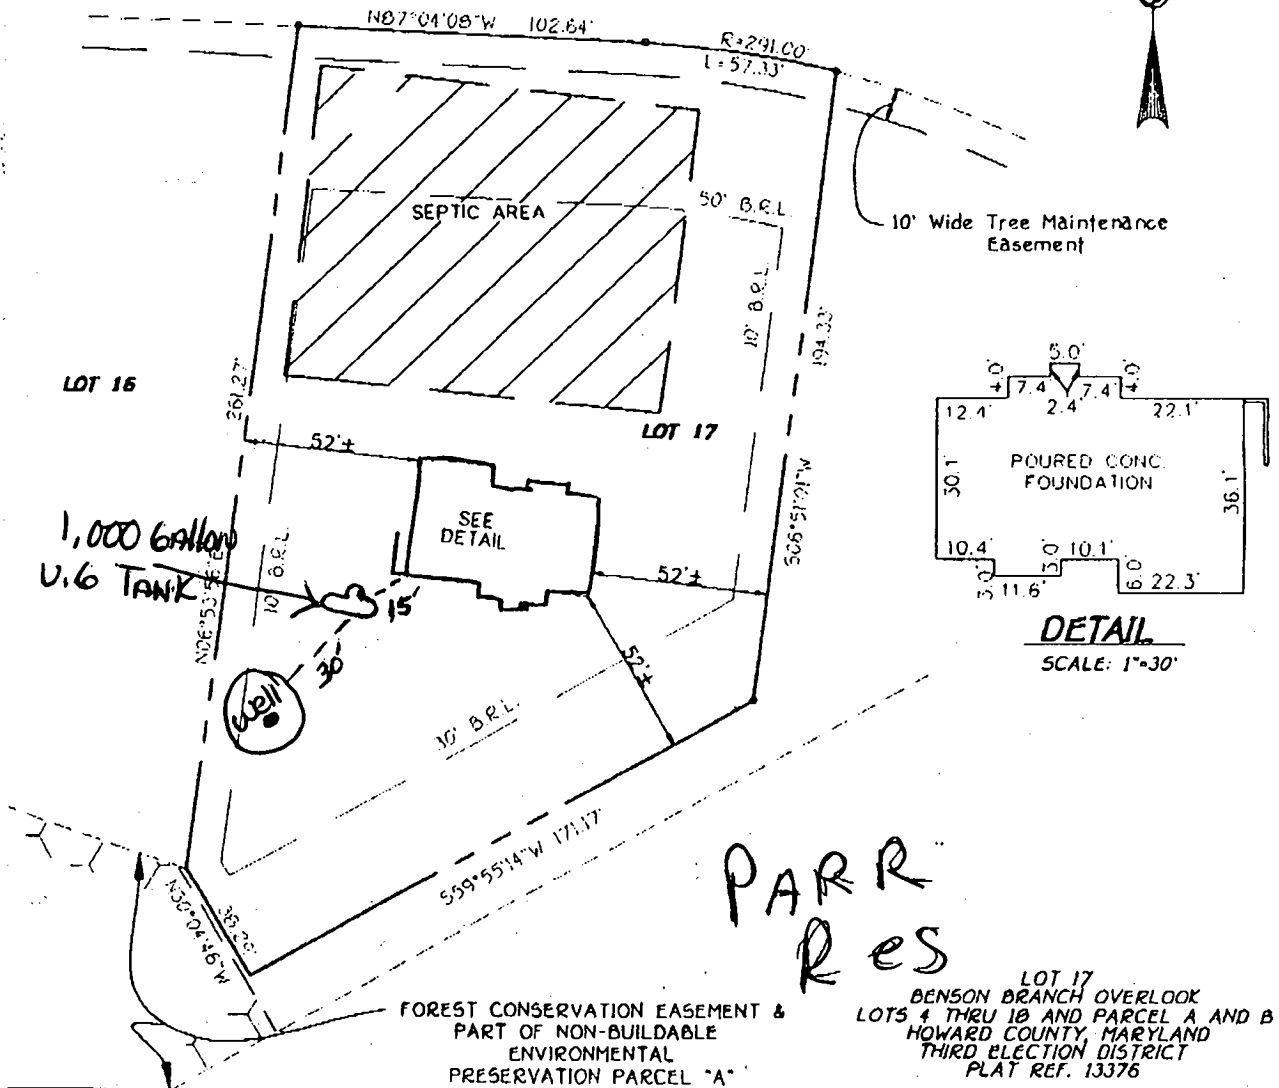 N87°04'08"W 102.64'
R=291.00'
L=57.33'
SEPTIC AREA
50' B.R.L.
10' B.R.L.
10' Wide Tree Maintenance
Easement
194.33'
LOT 16
261.27'
LOT 17
52'±
SEE
DETAIL
1,000 GAllON
U.G TANK
10' B.R.L.
15'
30'
Well
52'±
52'±
30' B.R.L.
S59°55'14"W 171.17'
N30°04'46"W
5.0'
4.0'
7.4'
7.4'
4.0'
12.4'
2.4'
22.1'
POURED CONC.
FOUNDATION
30.1'
36.1'
10.4'
3.0'
10.1'
3.0'
11.6'
6.0'
22.3'
DETAIL
SCALE: 1"=30'
PARR
ReS
FOREST CONSERVATION EASEMENT &
PART OF NON-BUILDABLE
ENVIRONMENTAL
PRESERVATION PARCEL "A"
LOT 17
BENSON BRANCH OVERLOOK
LOTS 4 THRU 18 AND PARCEL A AND B
HOWARD COUNTY, MARYLAND
THIRD ELECTION DISTRICT
PLAT REF. 13376